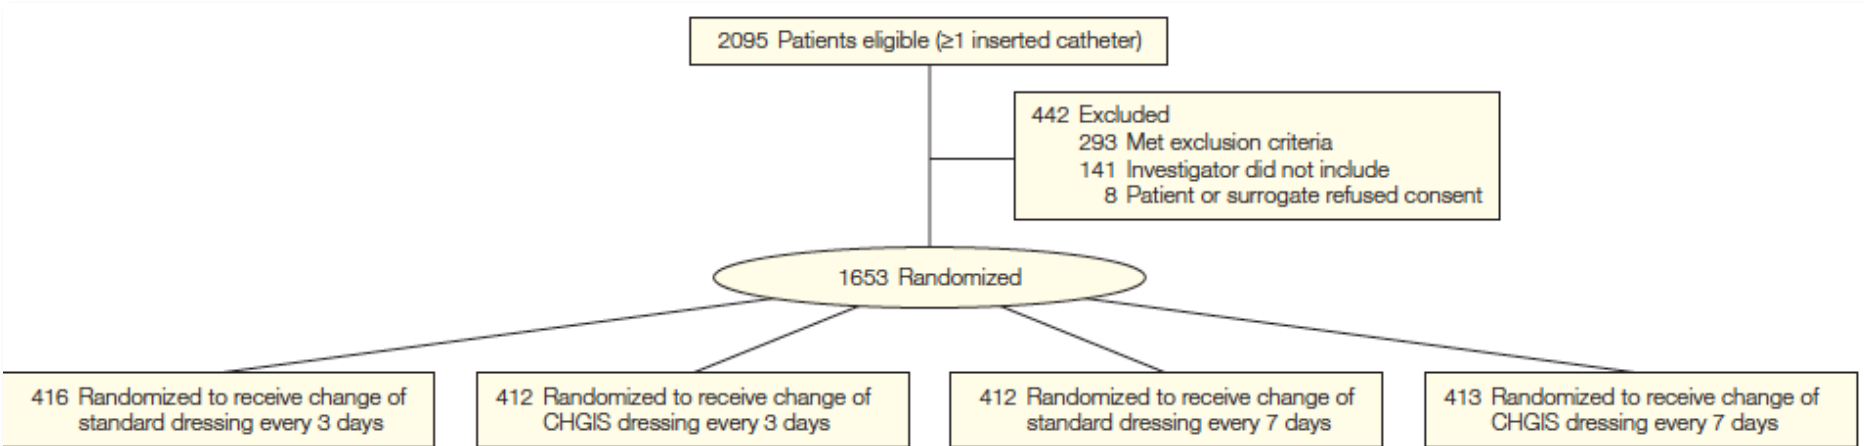 2095 Patients eligible (≥1 inserted catheter)
442 Excluded
293 Met exclusion criteria
141 Investigator did not include
8 Patient or surrogate refused consent
1653 Randomized
416 Randomized to receive change of
standard dressing every 3 days
412 Randomized to receive change of
CHGIS dressing every 3 days
412 Randomized to receive change of
standard dressing every 7 days
413 Randomized to receive change of
CHGIS dressing every 7 days